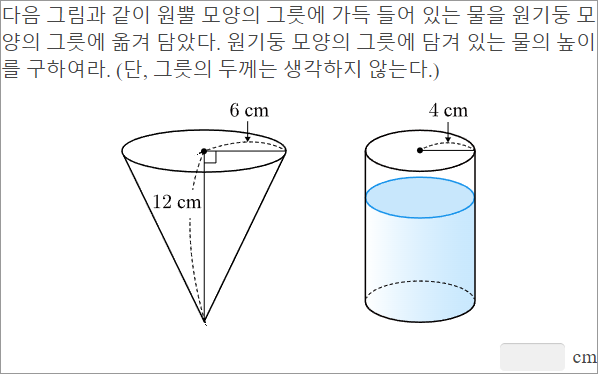 다음 그림과 같이 원뿔 모양의 그릇에 가득 들어 있는 물을 원기둥 모
양의 그릇에 옮겨 담았다. 원기둥 모양의 그릇에 담겨 있는 물의 높이
를 구하여라. (단, 그릇의 두께는 생각하지 않는다.)
6 cm
4 cm
12 cm
cm